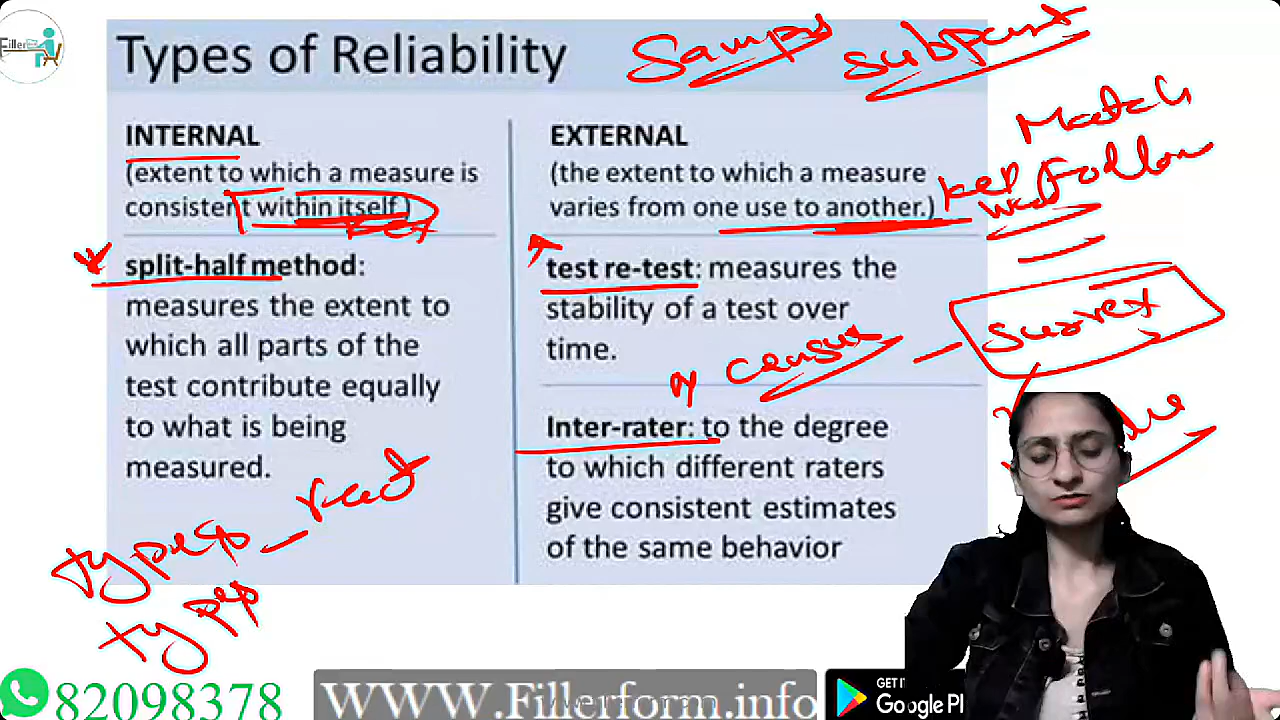 Filler
Types of Reliability
Sample
subpart
INTERNAL
(extent to which a measure is
consistent within itself.)
split-half method:
measures the extent to
which all parts of the
test contribute equally
to what is being
measured.
types
types
EXTERNAL
(the extent to which a measure
varies from one use to another.)
test re-test: measures the
stability of a test over
time.
census
Inter-rater: to the degree
to which different raters
give consistent estimates
of the same behavior
Match
Follow
82098378
WWW.Fillerform.info
GET IT
Google Pl